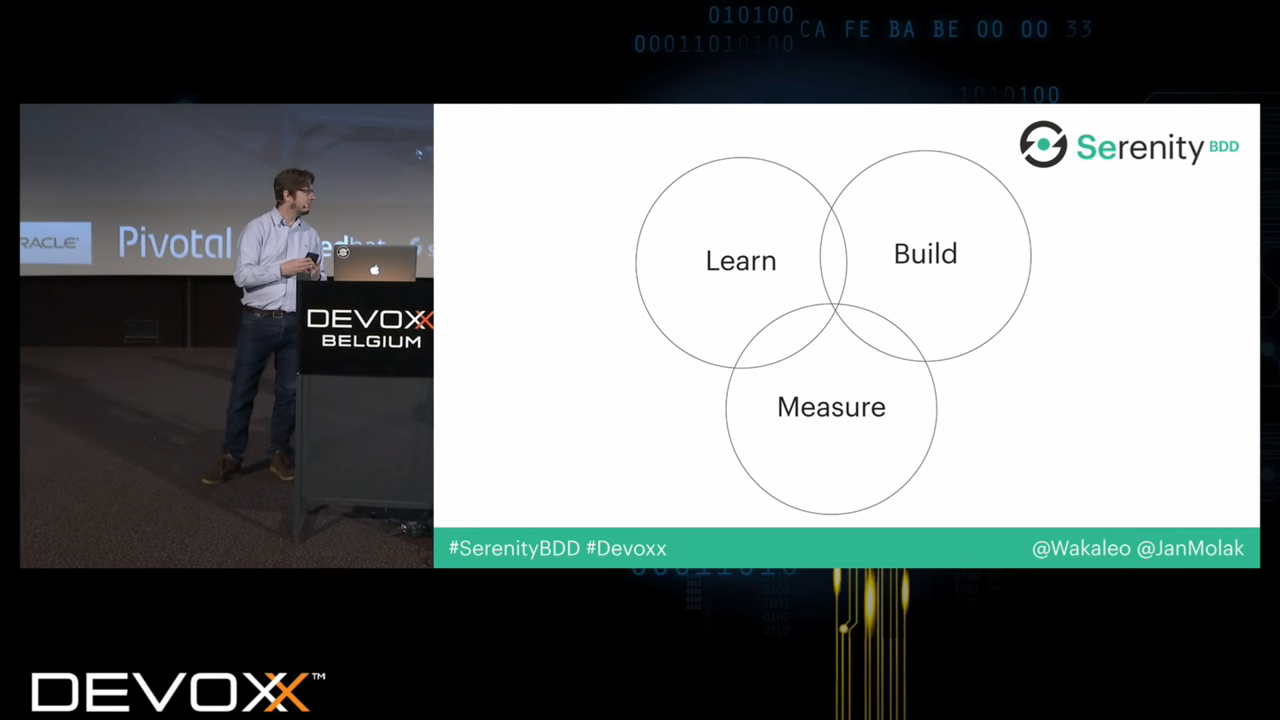 010100
00011010100
CA FE BA BE 00 00 33
1010100
Serenity BDD
Learn
Build
Measure
RACLE
Pivotal
DEVOXX
BELGIUM
#SerenityBDD #Devoxx
@Wakaleo @JanMolak
DEVOXX™